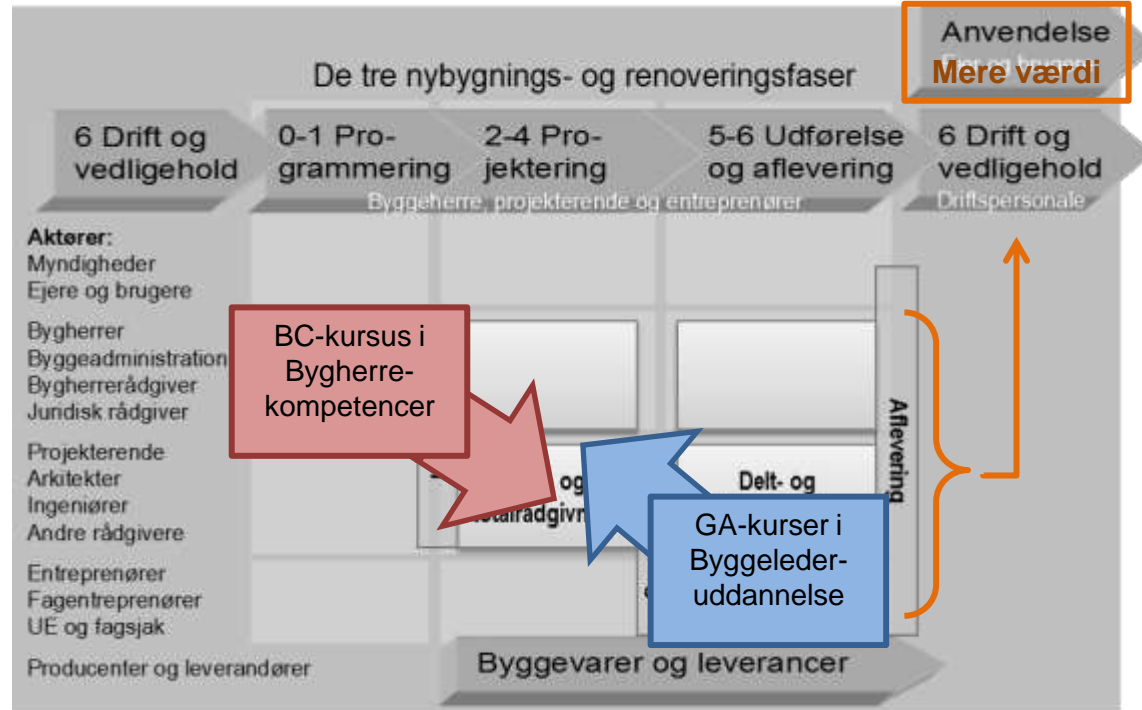 Anvendelse
Mere værdi
De tre nybygnings- og renoveringsfaser
6 Drift og
vedligehold
0-1 Pro-
grammering
2-4 Pro-
jektering
5-6 Udførelse
og aflevering
6 Drift og
vedligehold
Byggeherre, projekterende og entreprenører
Driftspersonale
Aktører:
Myndigheder
Ejere og brugere
Bygherrer
Byggeadministration
Bygherrerådgiver
Juridisk rådgiver
Projekterende
Arkitekter
Ingeniører
Andre rådgivere
Entreprenører
Fagentreprenører
UE og fagsjak
Producenter og leverandører
BC-kursus i
Bygherre-
kompetencer
og
Delt- og
GA-kurser i
Byggeleder-
uddannelse
Aflevering
Byggevarer og leverancer